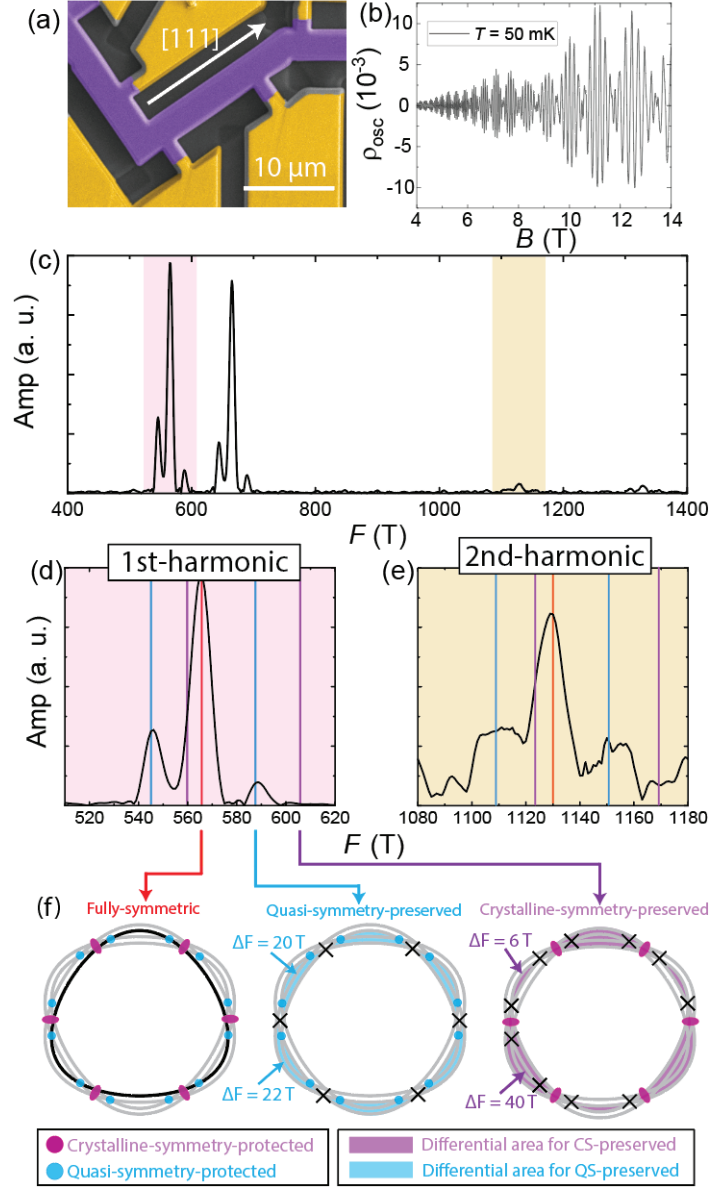 (a)
[111]
10 μm
(b)
ρosc (10-3)
T = 50 mK
10
5
0
-5
-10
4 6 8 10 12 14
B (T)
(c)
Amp (a. u.)
400 600 800 1000 1200 1400
F (T)
(d)
1st-harmonic
Amp (a. u.)
520 540 560 580 600 620
(e)
2nd-harmonic
1080 1100 1120 1140 1160 1180
F (T)
(f)
Fully-symmetric
Quasi-symmetry-preserved
ΔF = 20 T
ΔF = 22 T
Crystalline-symmetry-preserved
ΔF = 6 T
ΔF = 40 T
Crystalline-symmetry-protected
Quasi-symmetry-protected
Differential area for CS-preserved
Differential area for QS-preserved